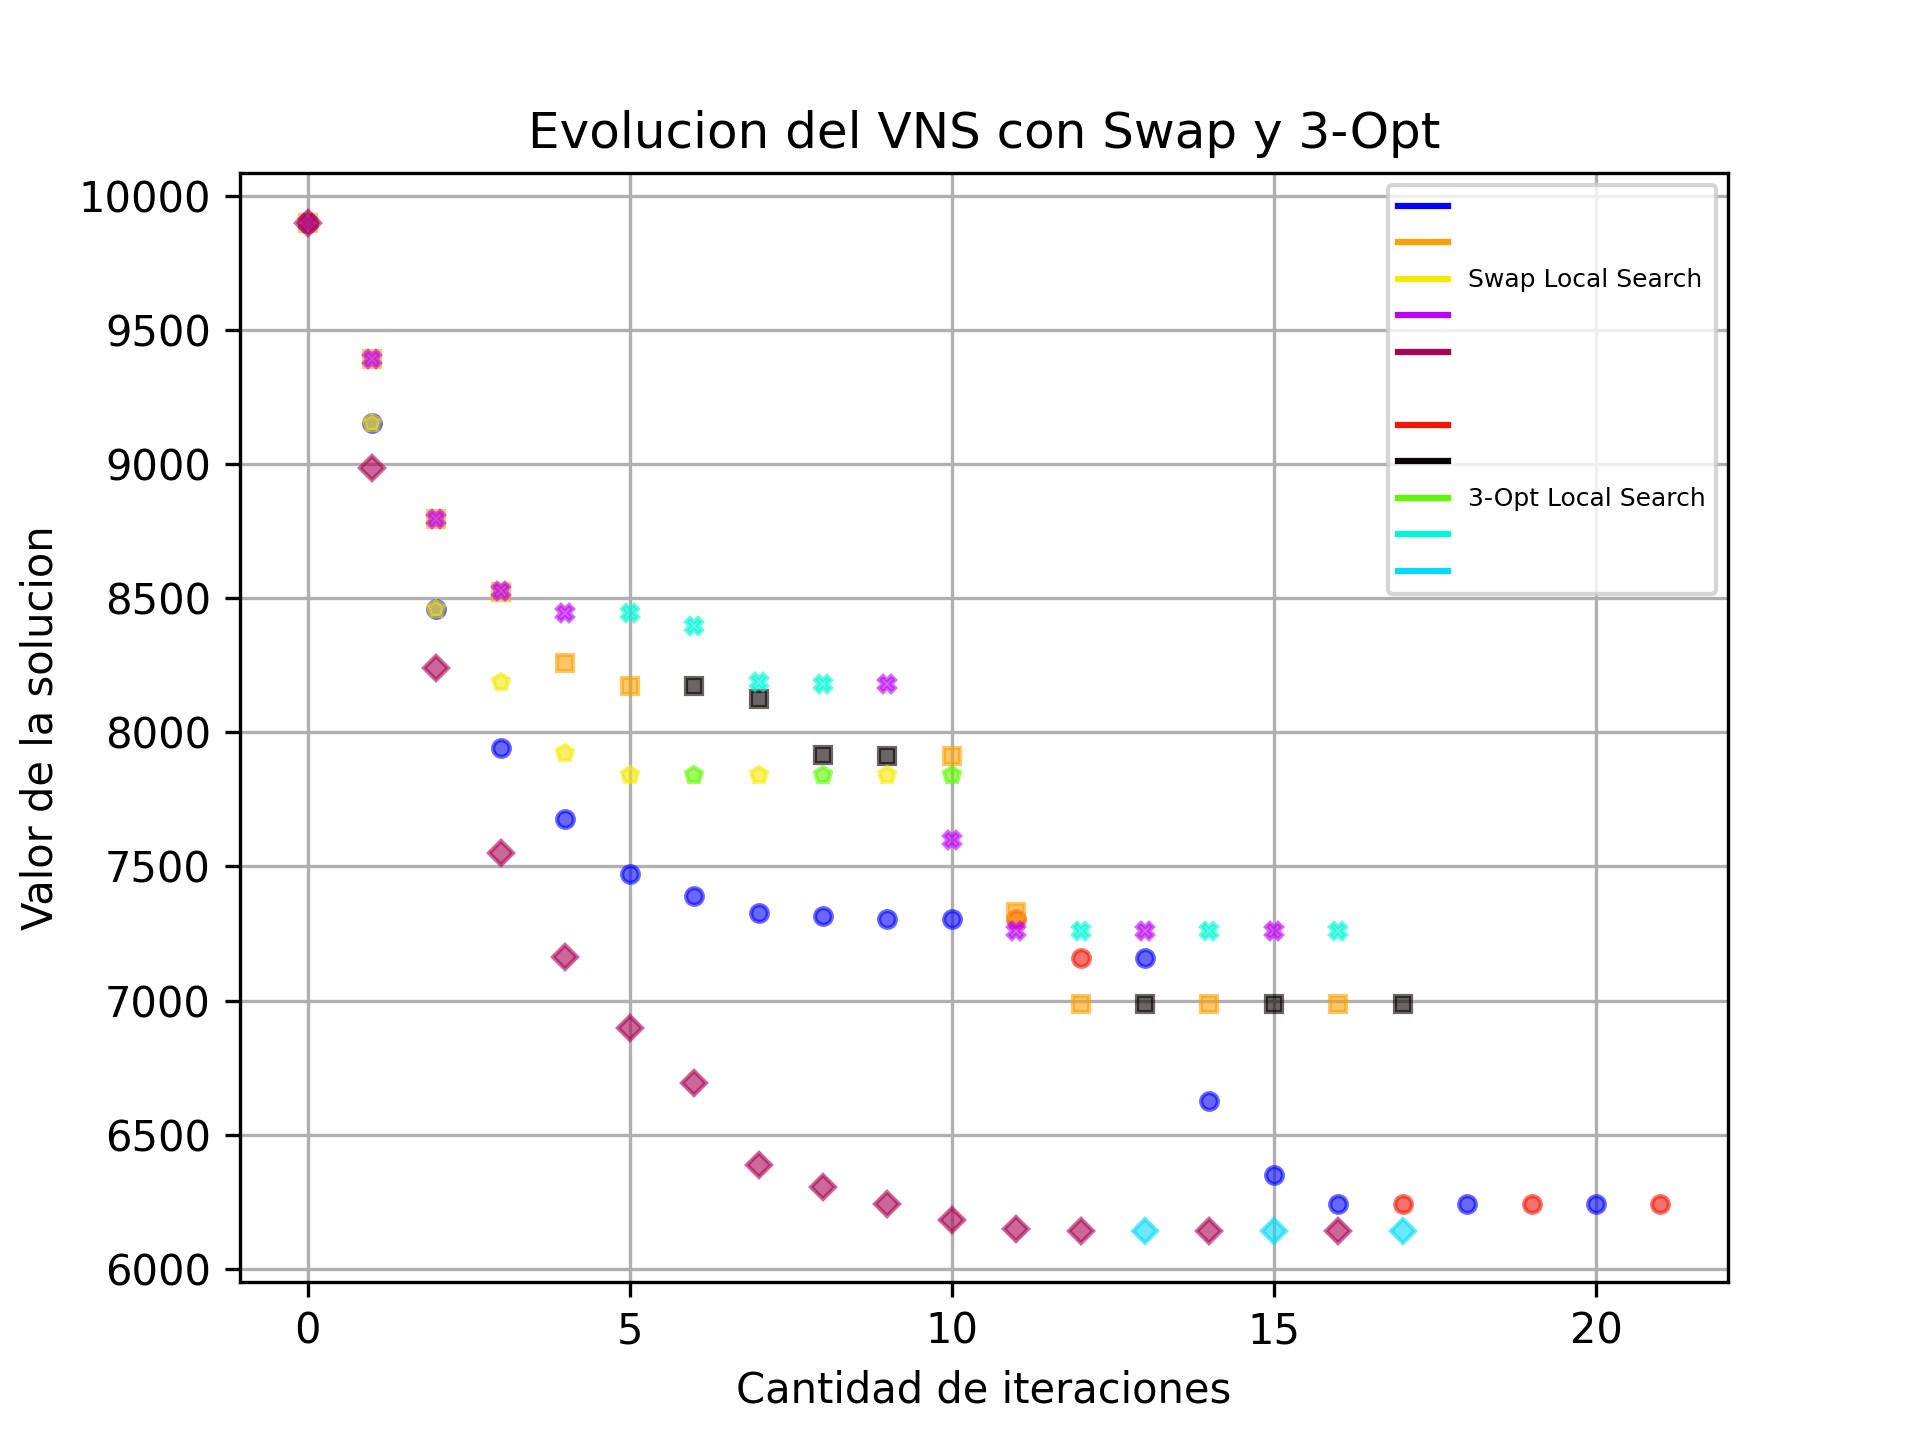 Evolucion del VNS con Swap y 3-Opt
10000
9500
9000
8500
8000
7500
7000
6500
6000
Valor de la solucion
Swap Local Search
3-Opt Local Search
0 5 10 15 20
Cantidad de iteraciones